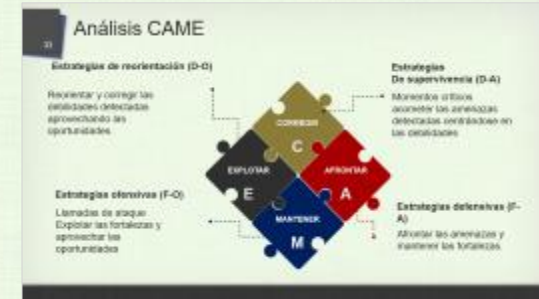 Análisis CAME
33
Estrategias de reorientación (D-O)
Reorientar y corregir las
debilidades detectadas
aprovechando las
oportunidades
Estrategias
De supervivencia (D-A)
Momentos críticos
acometer las amenazas
detectadas centrándose en
las debilidades
CORREGIR
C
EXPLOTAR
E
AFRONTAR
A
MANTENER
M
Estrategias ofensivas (F-O)
Llamadas de ataque
Explotar las fortalezas y
aprovechar las
oportunidades
Estrategias defensivas (F-
A)
Afrontar las amenazas y
mantener las fortalezas